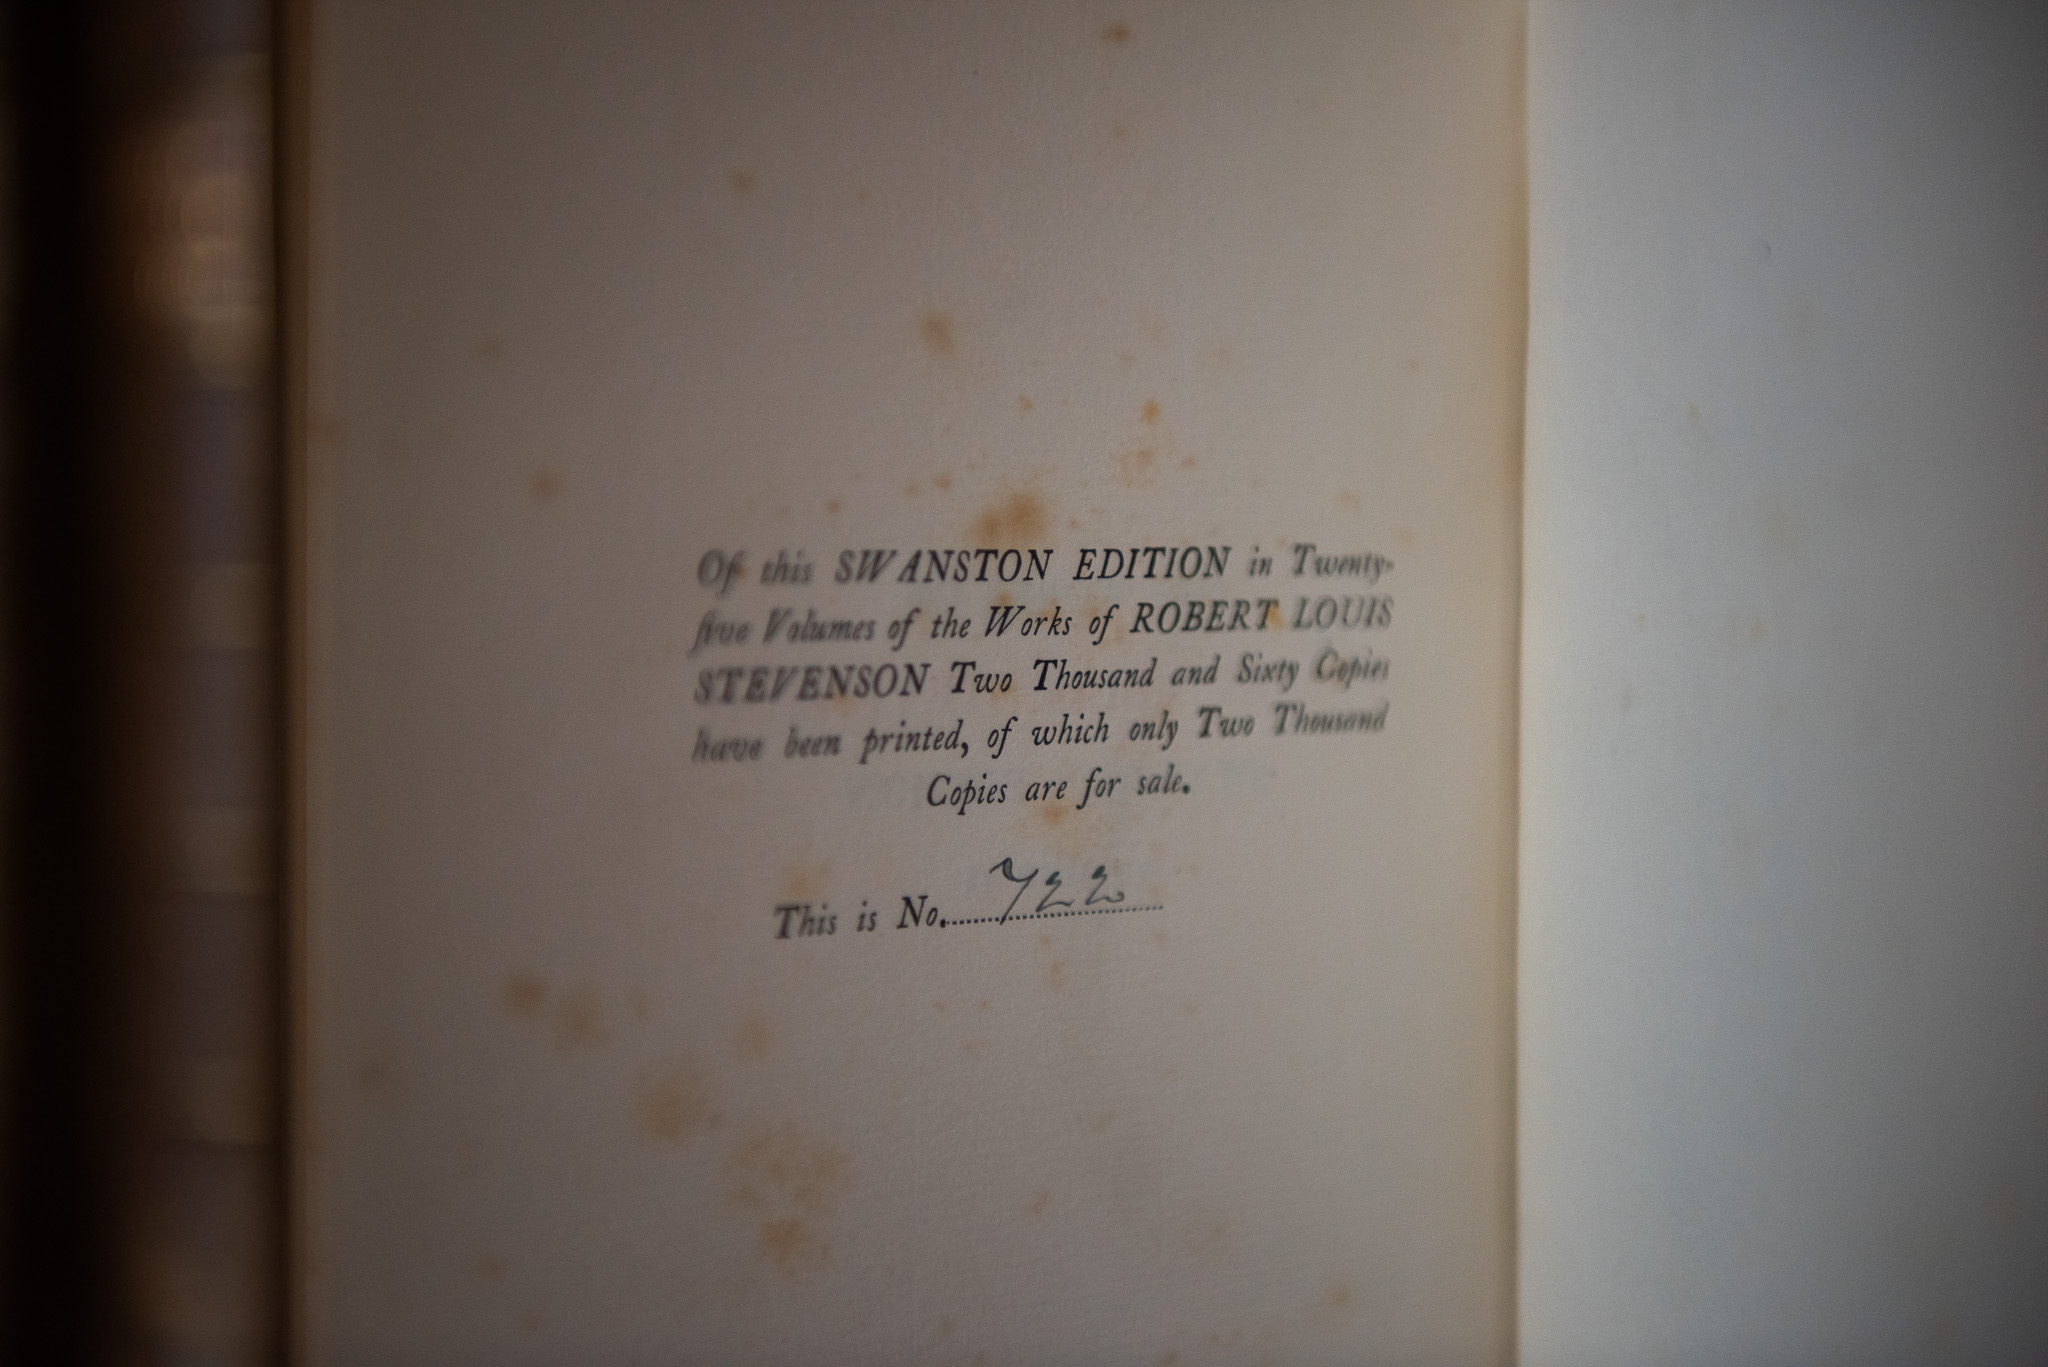 Of this SWANSTON EDITION in Twenty-
five Volumes of the Works of ROBERT LOUIS
STEVENSON Two Thousand and Sixty Copies
have been printed, of which only Two Thousand
Copies are for sale.
This is No. 722